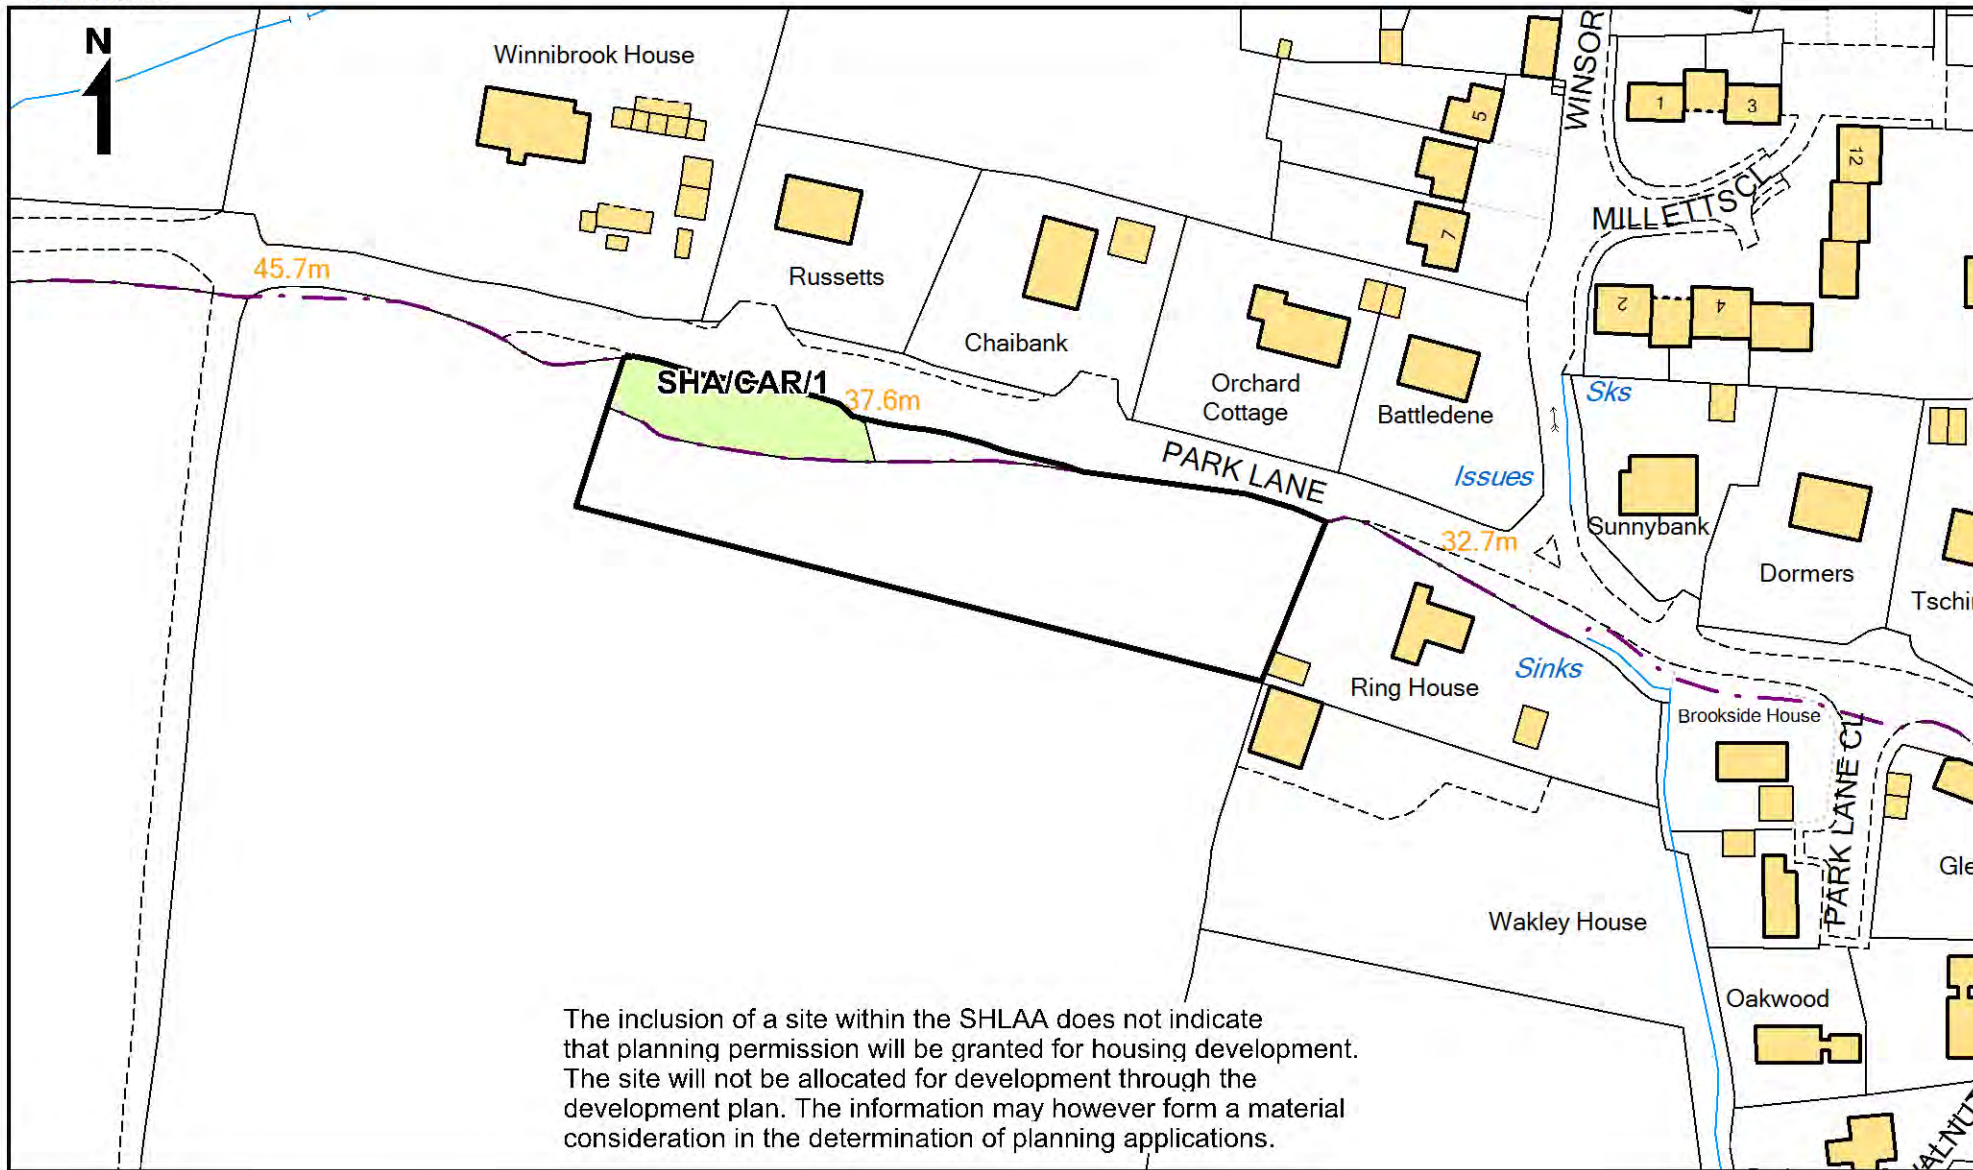 N
Winnibrook House
WINSOR
1
3
5
12
MILLETTS CL
7
45.7m
Russetts
Chaibank
2
4
SHA/CAR/1
37.6m
Orchard
Cottage
Battledene
Sks
PARK LANE
Issues
Sunnybank
32.7m
Dormers
Tschi
Ring House
Sinks
Brookside House
PARK LANE CL
Gle
Wakley House
Oakwood
The inclusion of a site within the SHLAA does not indicate
that planning permission will be granted for housing development.
The site will not be allocated for development through the
development plan. The information may however form a material
consideration in the determination of planning applications.
ALNUT